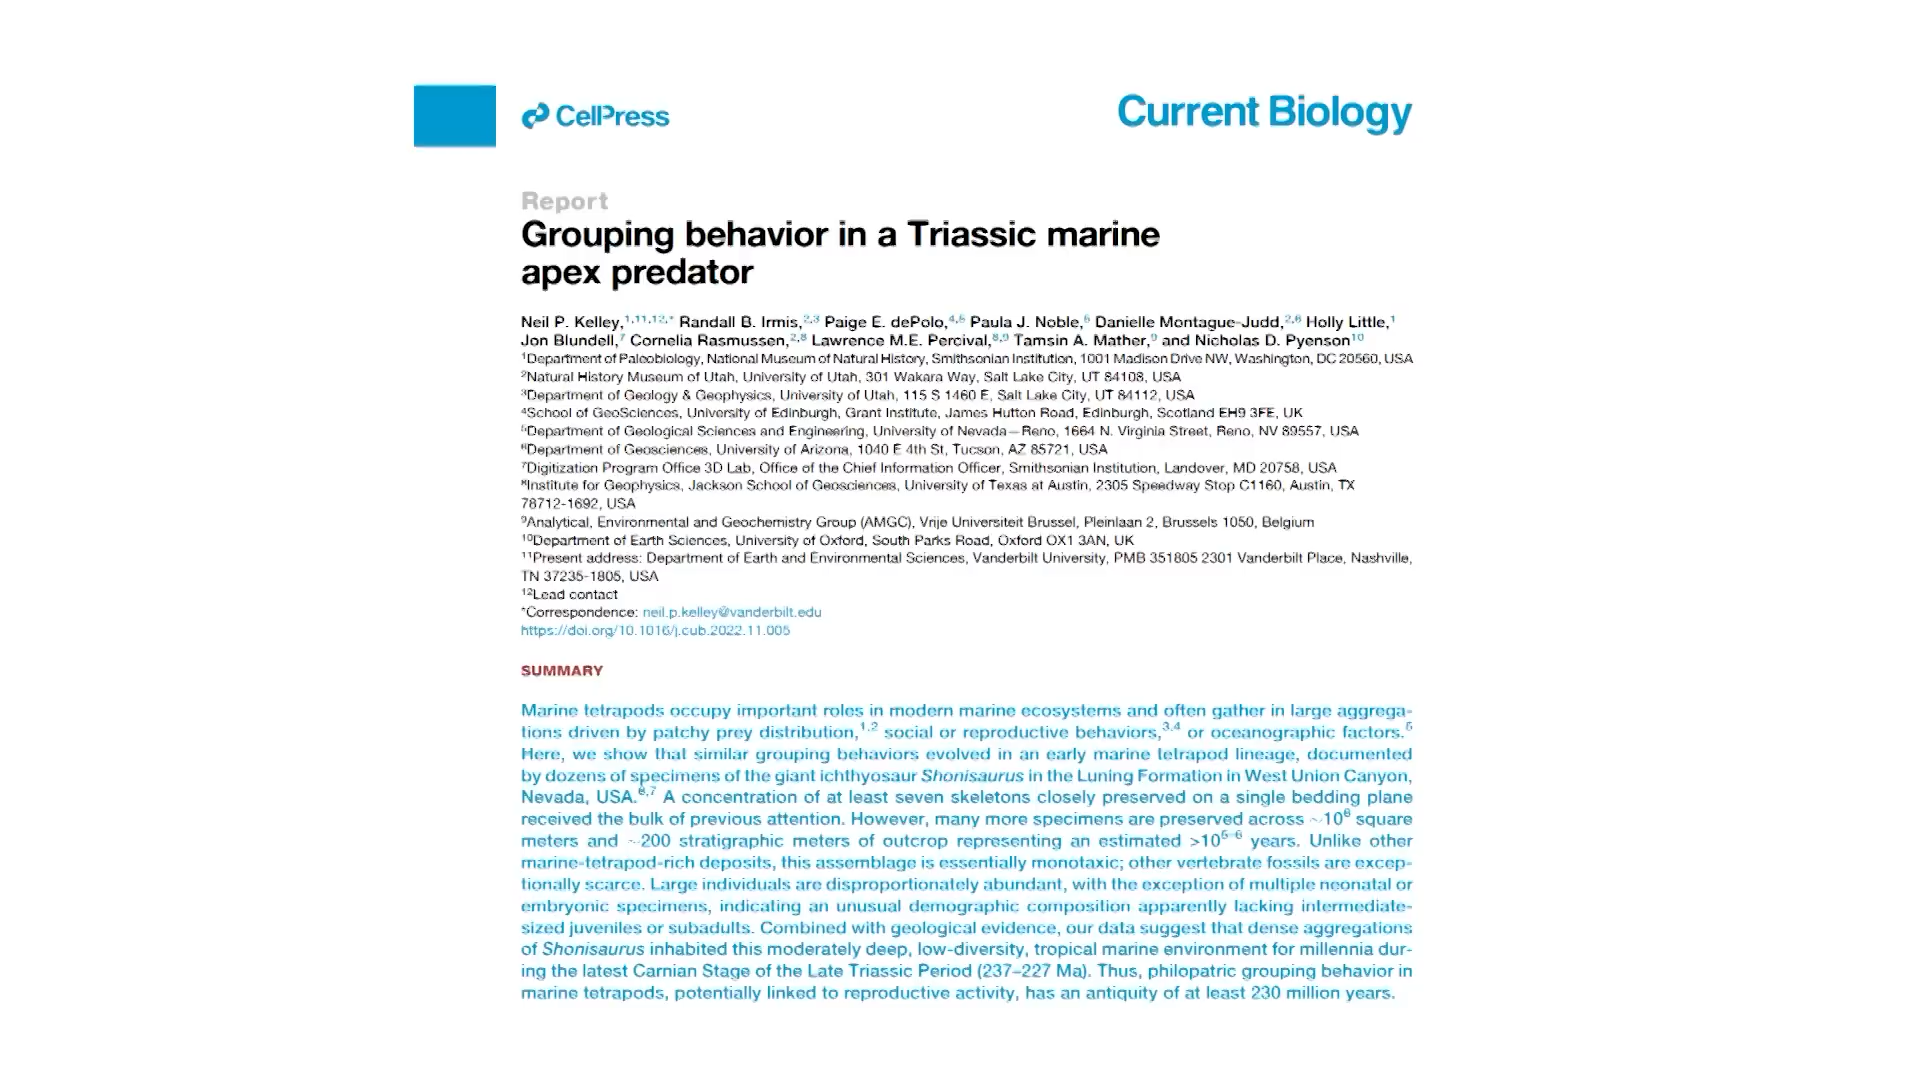 CellPress
Current Biology
Report
Grouping behavior in a Triassic marine
apex predator
Neil P. Kelley,1,11,12,* Randall B. Irmis,2,3 Paige E. dePolo,4,5 Paula J. Noble,5 Danielle Montague-Judd,2,6 Holly Little,1
Jon Blundell,7 Cornelia Rasmussen,2,8 Lawrence M.E. Percival,8,9 Tamsin A. Mather,9 and Nicholas D. Pyenson10
1Department of Paleobiology, National Museum of Natural History, Smithsonian Institution, 1001 Madison Drive NW, Washington, DC 20560, USA
2Natural History Museum of Utah, University of Utah, 301 Wakara Way, Salt Lake City, UT 84108, USA
3Department of Geology & Geophysics, University of Utah, 115 S 1460 E, Salt Lake City, UT 84112, USA
4School of GeoSciences, University of Edinburgh, Grant Institute, James Hutton Road, Edinburgh, Scotland EH9 3FE, UK
5Department of Geological Sciences and Engineering, University of Nevada—Reno, 1664 N. Virginia Street, Reno, NV 89557, USA
6Department of Geosciences, University of Arizona, 1040 E 4th St, Tucson, AZ 85721, USA
7Digitization Program Office 3D Lab, Office of the Chief Information Officer, Smithsonian Institution, Landover, MD 20758, USA
8Institute for Geophysics, Jackson School of Geosciences, University of Texas at Austin, 2305 Speedway Stop C1160, Austin, TX
78712-1692, USA
9Analytical, Environmental and Geochemistry Group (AMGC), Vrije Universiteit Brussel, Pleinlaan 2, Brussels 1050, Belgium
10Department of Earth Sciences, University of Oxford, South Parks Road, Oxford OX1 3AN, UK
11Present address: Department of Earth and Environmental Sciences, Vanderbilt University, PMB 351805 2301 Vanderbilt Place, Nashville,
TN 37235-1805, USA
12Lead contact
*Correspondence: neil.p.kelley@vanderbilt.edu
https://doi.org/10.1016/j.cub.2022.11.005
SUMMARY
Marine tetrapods occupy important roles in modern marine ecosystems and often gather in large aggrega-
tions driven by patchy prey distribution,1,2 social or reproductive behaviors,3,4 or oceanographic factors.5
Here, we show that similar grouping behaviors evolved in an early marine tetrapod lineage, documented
by dozens of specimens of the giant ichthyosaur Shonisaurus in the Luning Formation in West Union Canyon,
Nevada, USA.6,7 A concentration of at least seven skeletons closely preserved on a single bedding plane
received the bulk of previous attention. However, many more specimens are preserved across ~106 square
meters and ~200 stratigraphic meters of outcrop representing an estimated >105–6 years. Unlike other
marine-tetrapod-rich deposits, this assemblage is essentially monotaxic; other vertebrate fossils are excep-
tionally scarce. Large individuals are disproportionately abundant, with the exception of multiple neonatal or
embryonic specimens, indicating an unusual demographic composition apparently lacking intermediate-
sized juveniles or subadults. Combined with geological evidence, our data suggest that dense aggregations
of Shonisaurus inhabited this moderately deep, low-diversity, tropical marine environment for millennia dur-
ing the latest Carnian Stage of the Late Triassic Period (237–227 Ma). Thus, philopatric grouping behavior in
marine tetrapods, potentially linked to reproductive activity, has an antiquity of at least 230 million years.